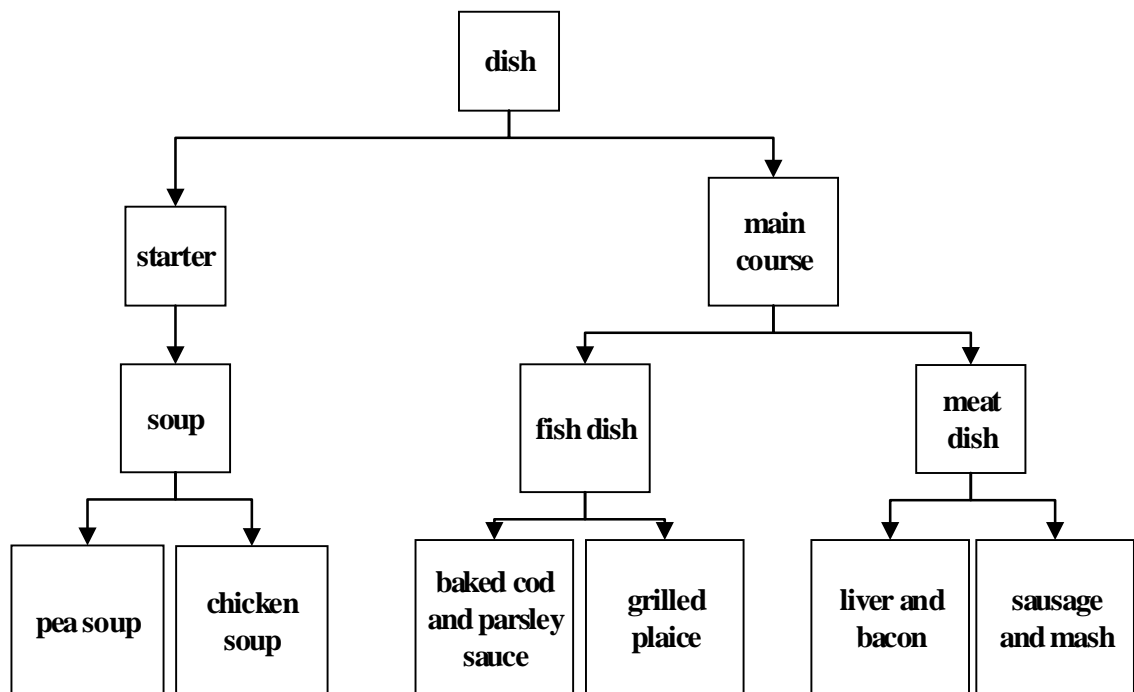 dish
starter
main
course
soup
fish dish
meat
dish
pea soup
chicken
soup
baked cod
and parsley
sauce
grilled
plaice
liver and
bacon
sausage
and mash